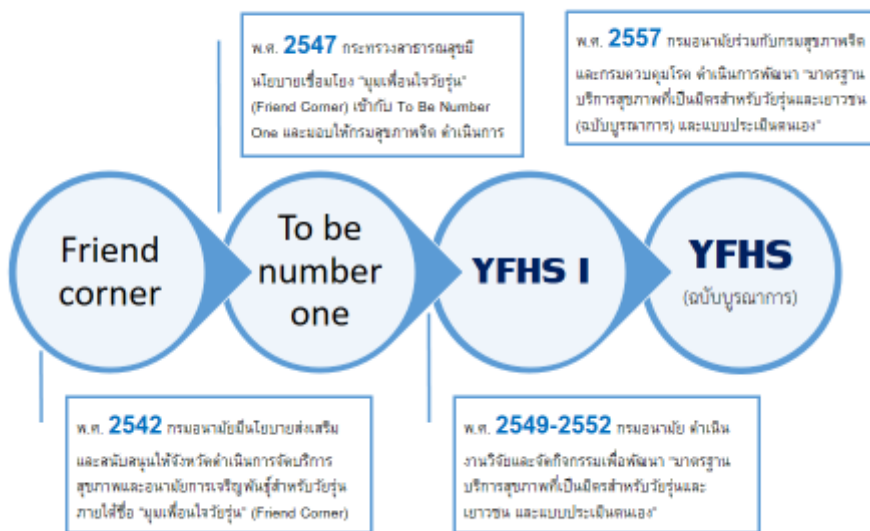 พ.ศ. 2547 กระทรวงสาธารณสุขมี
นโยบายเชื่อมโยง "มุมเพื่อนใจวัยรุ่น"
(Friend Corner) เข้ากับ To Be Number
One และมอบให้กรมสุขภาพจิต ดำเนินการ
พ.ศ. 2557 กรมอนามัยร่วมกับกรมสุขภาพจิต
และกรมควบคุมโรค ดำเนินการพัฒนา "มาตรฐาน
บริการสุขภาพที่เป็นมิตรสำหรับวัยรุ่นและเยาวชน
(ฉบับบูรณาการ) และแบบประเมินตนเอง"
Friend
corner
To be
number
one
YFHS I
YFHS
(ฉบับบูรณาการ)
พ.ศ. 2542 กรมอนามัยมีนโยบายส่งเสริม
และสนับสนุนให้จังหวัดดำเนินการจัดบริการ
สุขภาพและอนามัยการเจริญพันธุ์สำหรับวัยรุ่น
ภายใต้ชื่อ "มุมเพื่อนใจวัยรุ่น" (Friend Corner)
พ.ศ. 2549-2552 กรมอนามัย ดำเนิน
งานวิจัยและจัดกิจกรรมเพื่อพัฒนา "มาตรฐาน
บริการสุขภาพที่เป็นมิตรสำหรับวัยรุ่นและ
เยาวชน และแบบประเมินตนเอง"